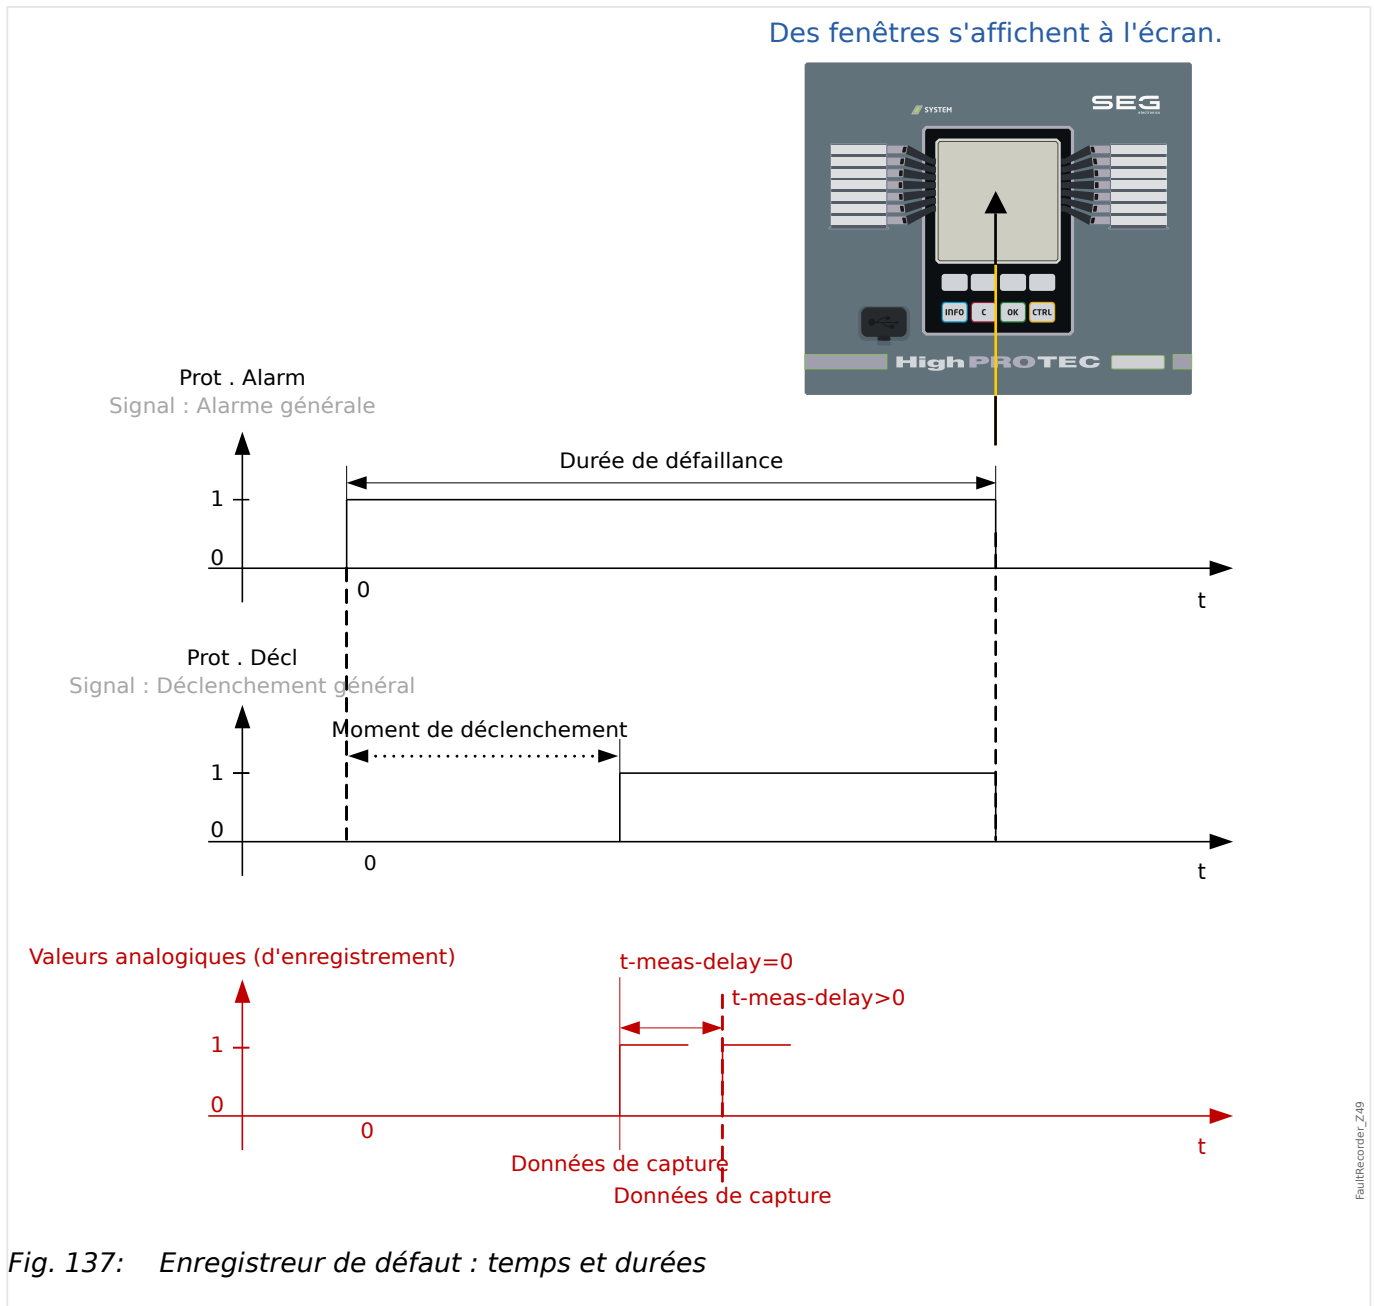 Des fenêtres s'affichent à l'écran.
SYSTEM
SEG
electronics
INFO
C
OK
CTRL
HighPROTEC
Prot . Alarm
Signal : Alarme générale
Durée de défaillance
1
0
0
t
Prot . Décl
Signal : Déclenchement général
Moment de déclenchement
1
0
0
t
Valeurs analogiques (d'enregistrement)
t-meas-delay=0
t-meas-delay>0
1
0
0
t
Données de capture
Données de capture
FaultRecorder_Z49
Fig. 137: Enregistreur de défaut : temps et durées